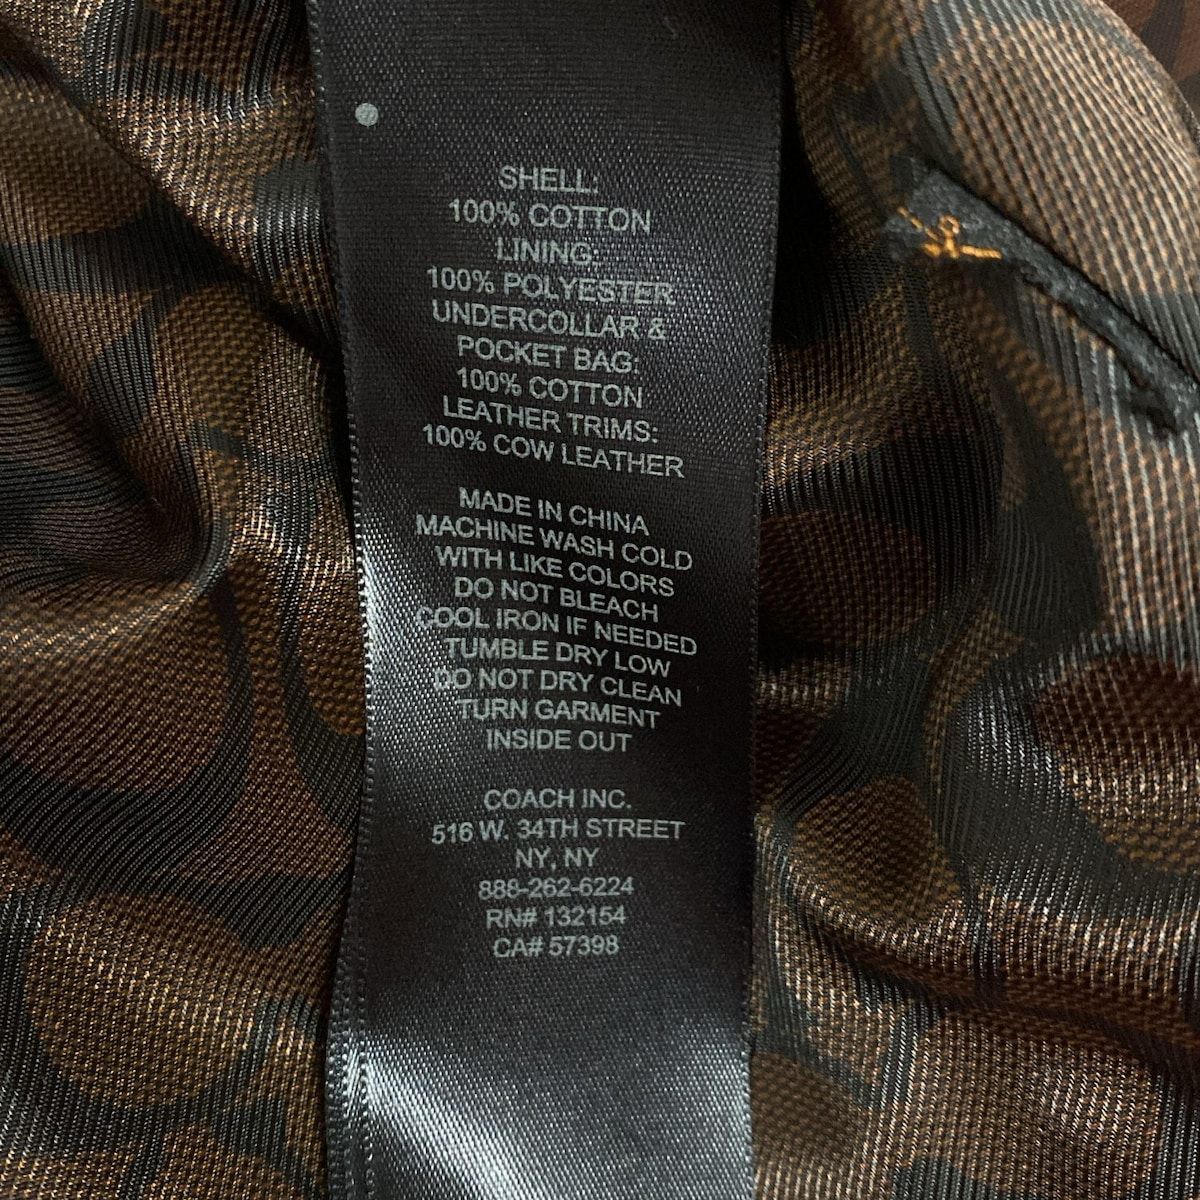 SHELL:
100% COTTON
LINING:
100% POLYESTER
UNDERCOLLAR &
POCKET BAG:
100% COTTON
LEATHER TRIMS:
100% COW LEATHER
MADE IN CHINA
MACHINE WASH COLD
WITH LIKE COLORS
DO NOT BLEACH
COOL IRON IF NEEDED
TUMBLE DRY LOW
DO NOT DRY CLEAN
TURN GARMENT
INSIDE OUT
COACH INC.
516 W. 34TH STREET
NY, NY
888-262-6224
RN# 132154
CA# 57398